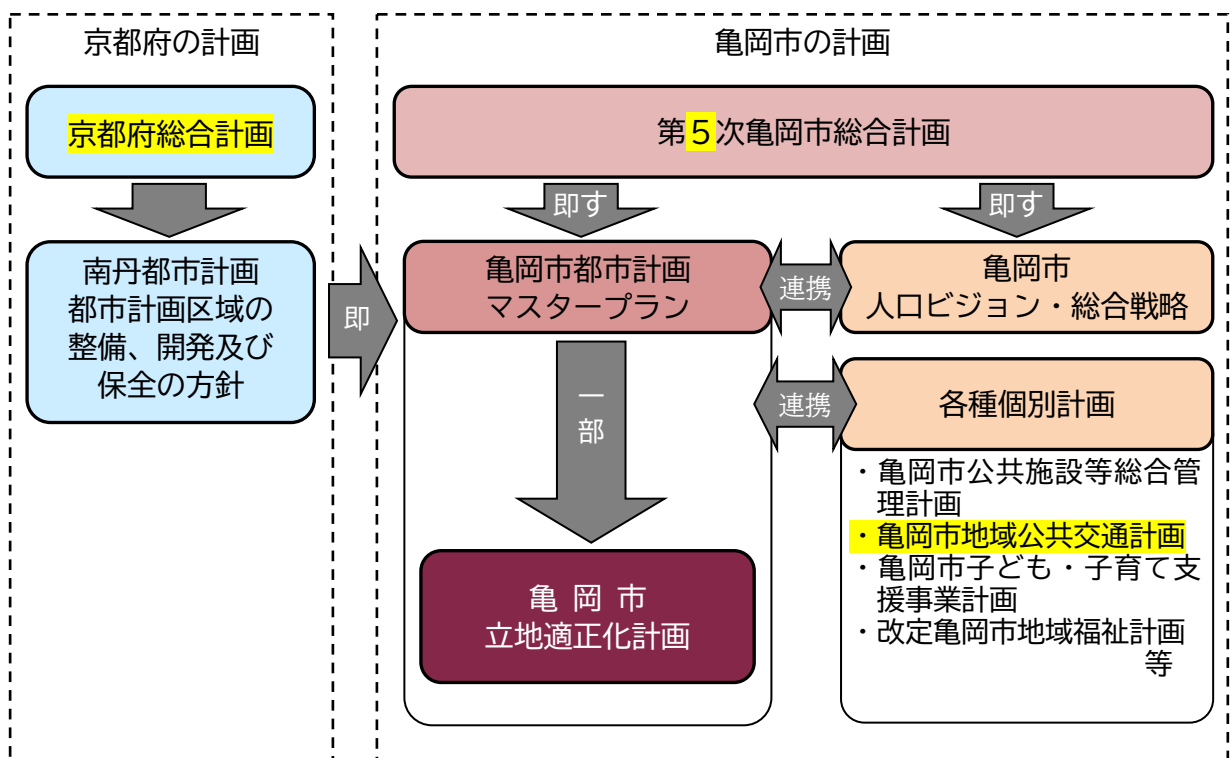 京都府の計画
京都府総合計画
南丹都市計画
都市計画区域の
整備、開発及び
保全の方針
即
亀岡市の計画
第５次亀岡市総合計画
即す
即す
亀岡市都市計画
マスタープラン
連携
亀岡市
人口ビジョン・総合戦略
一
部
連携
各種個別計画
・亀岡市公共施設等総合管
理計画
・亀岡市地域公共交通計画
・亀岡市子ども・子育て支
援事業計画
・改定亀岡市地域福祉計画
等
亀 岡 市
立地適正化計画